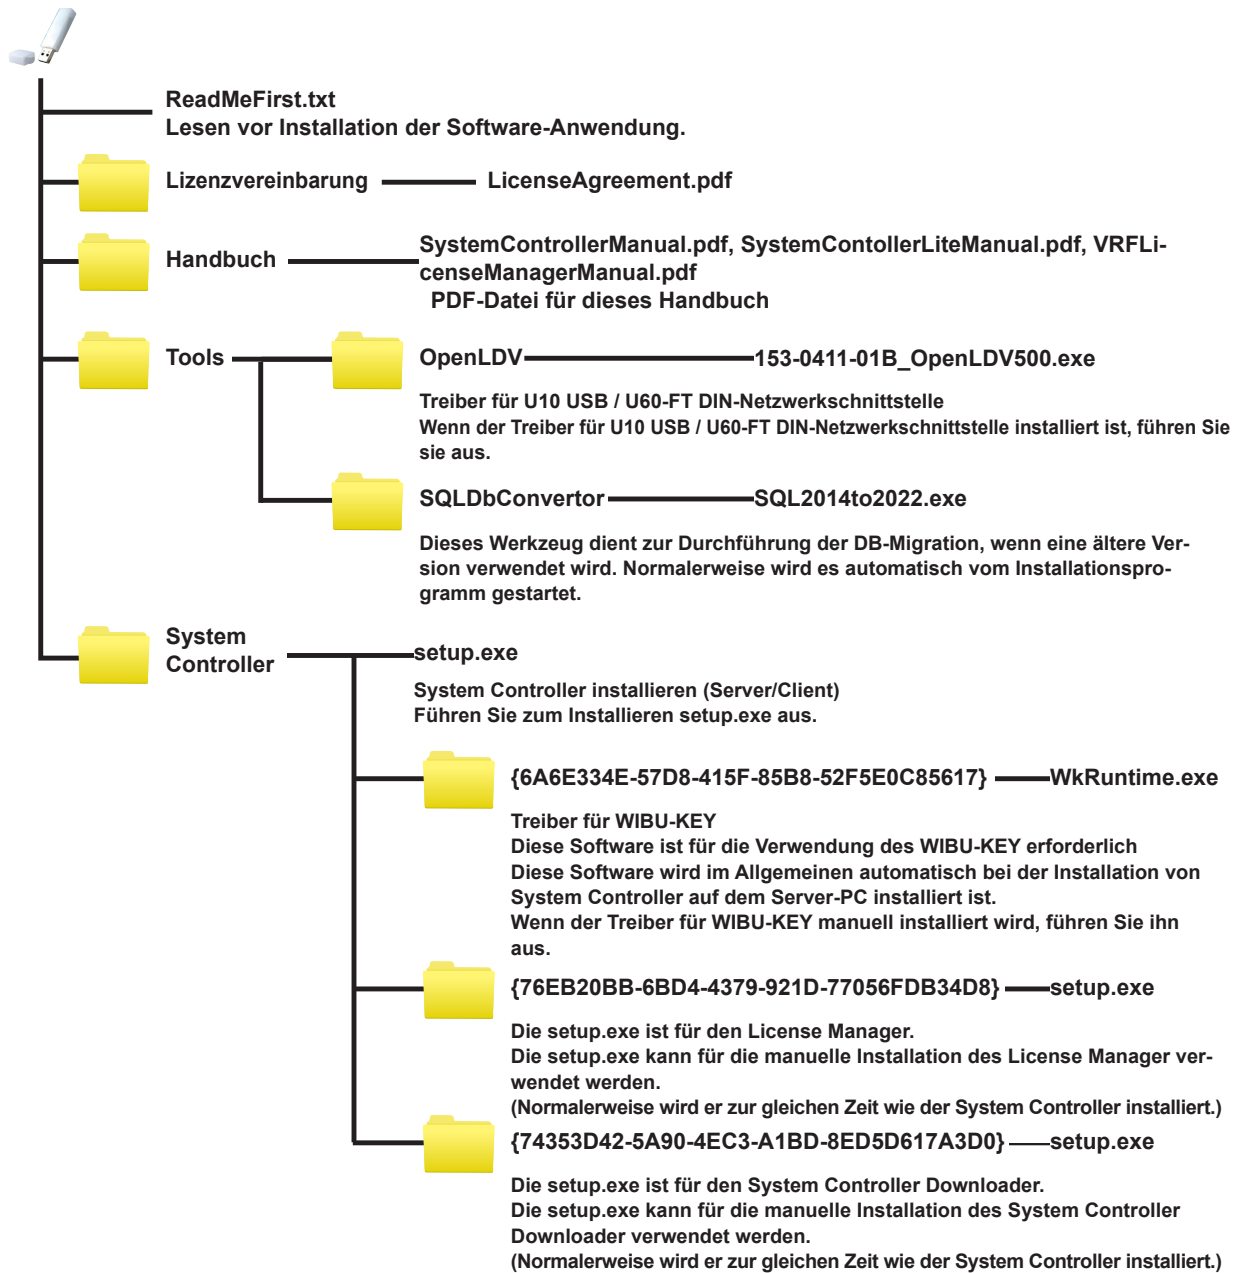 ReadMeFirst.txt
Lesen vor Installation der Software-Anwendung.
Lizenzvereinbarung
LicenseAgreement.pdf
Handbuch
SystemControllerManual.pdf, SystemContollerLiteManual.pdf, VRFLi-
censeManagerManual.pdf
PDF-Datei für dieses Handbuch
Tools
OpenLDV
153-0411-01B_OpenLDV500.exe
Treiber für U10 USB / U60-FT DIN-Netzwerkschnittstelle
Wenn der Treiber für U10 USB / U60-FT DIN-Netzwerkschnittstelle installiert ist, führen Sie
sie aus.
SQLDbConvertor
SQL2014to2022.exe
Dieses Werkzeug dient zur Durchführung der DB-Migration, wenn eine ältere Ver-
sion verwendet wird. Normalerweise wird es automatisch vom Installationspro-
gramm gestartet.
System
Controller
setup.exe
System Controller installieren (Server/Client)
Führen Sie zum Installieren setup.exe aus.
{6A6E334E-57D8-415F-85B8-52F5E0C85617}
WkRuntime.exe
Treiber für WIBU-KEY
Diese Software ist für die Verwendung des WIBU-KEY erforderlich
Diese Software wird im Allgemeinen automatisch bei der Installation von
System Controller auf dem Server-PC installiert ist.
Wenn der Treiber für WIBU-KEY manuell installiert wird, führen Sie ihn
aus.
{76EB20BB-6BD4-4379-921D-77056FDB34D8}
setup.exe
Die setup.exe ist für den License Manager.
Die setup.exe kann für die manuelle Installation des License Manager ver-
wendet werden.
(Normalerweise wird er zur gleichen Zeit wie der System Controller installiert.)
{74353D42-5A90-4EC3-A1BD-8ED5D617A3D0}
setup.exe
Die setup.exe ist für den System Controller Downloader.
Die setup.exe kann für die manuelle Installation des System Controller
Downloader verwendet werden.
(Normalerweise wird er zur gleichen Zeit wie der System Controller installiert.)